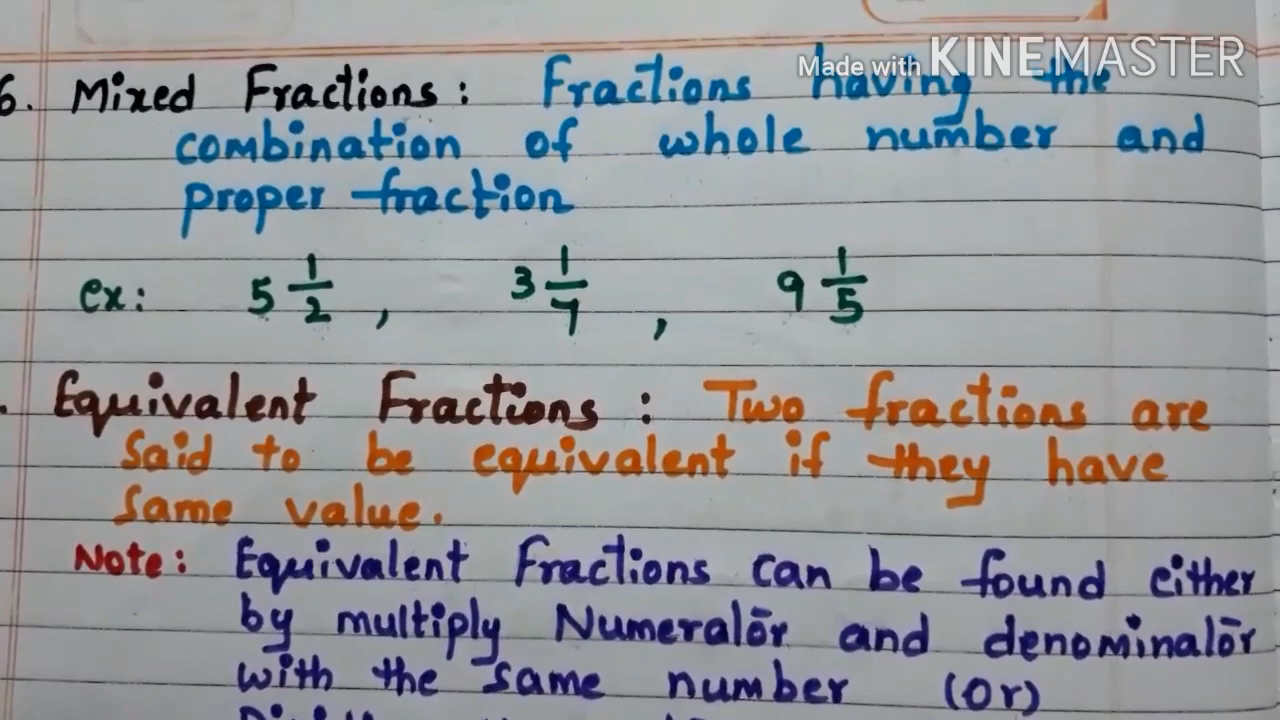 Made with KINEMASTER
6. Mixed Fractions: Fractions having the
combination of whole number and
proper fraction
ex: 5 1/2 , 3 1/7 , 9 1/5
Equivalent Fractions: Two fractions are
said to be equivalent if they have
same value.
Note: Equivalent Fractions can be found either
by multiply Numeralōr and denominalōr
with the same number (or)